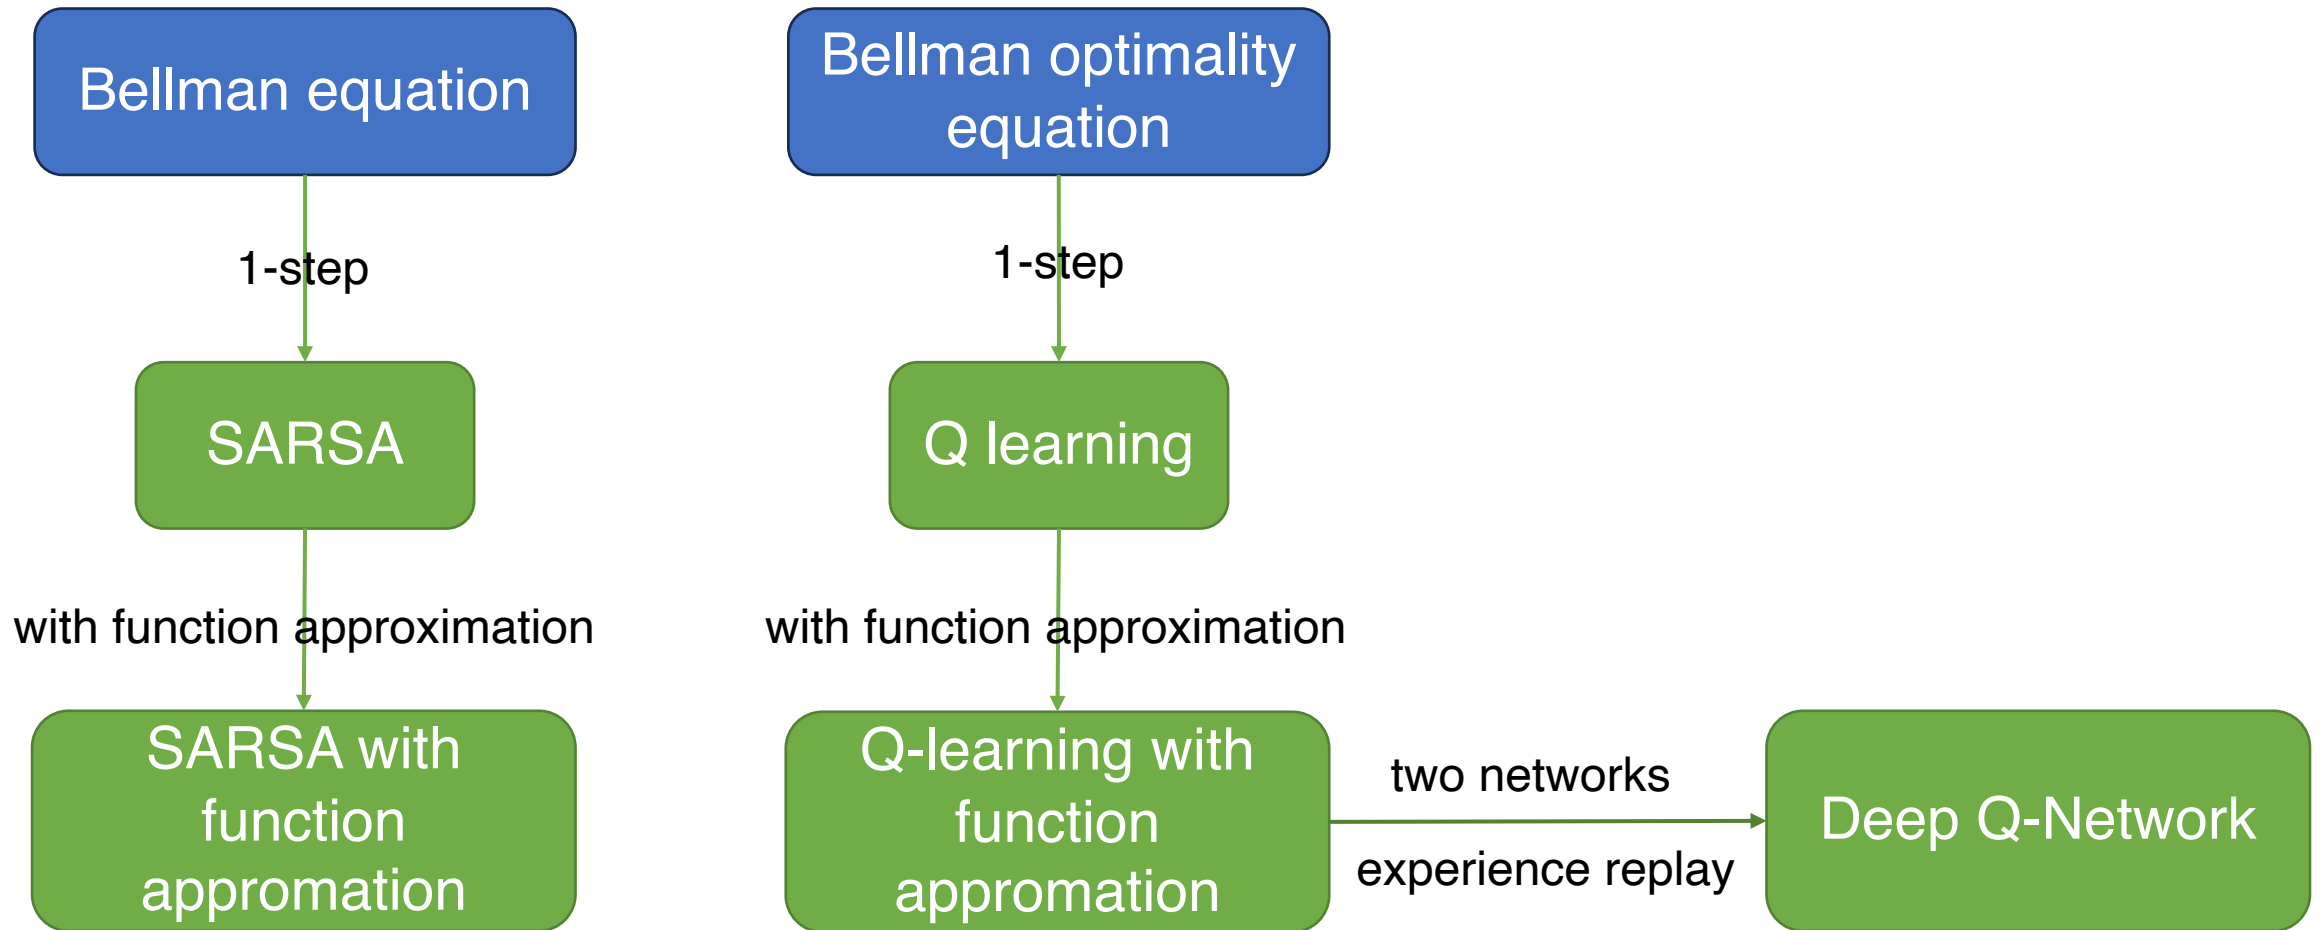 Bellman equation
Bellman optimality
equation
1-step
1-step
SARSA
Q learning
with function approximation
with function approximation
SARSA with
function
appromation
Q-learning with
function
appromation
two networks
experience replay
Deep Q-Network